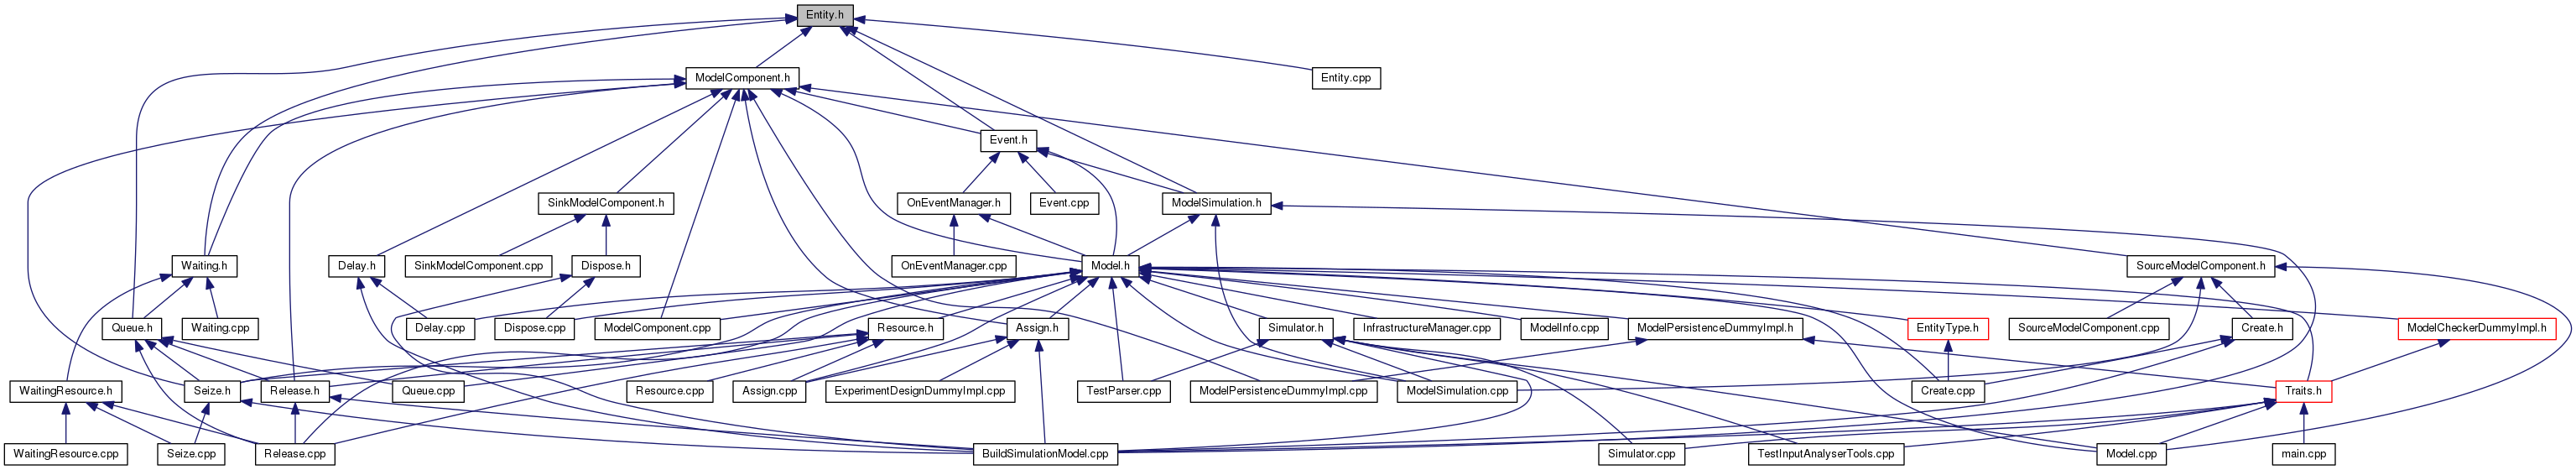 Entity.h
ModelComponent.h
Entity.cpp
Event.h
SinkModelComponent.h
OnEventManager.h
Event.cpp
ModelSimulation.h
Waiting.h
Delay.h
SinkModelComponent.cpp
Dispose.h
OnEventManager.cpp
Model.h
SourceModelComponent.h
Queue.h
Waiting.cpp
Delay.cpp
Dispose.cpp
ModelComponent.cpp
Resource.h
Assign.h
Simulator.h
InfrastructureManager.cpp
ModelInfo.cpp
ModelPersistenceDummyImpl.h
EntityType.h
SourceModelComponent.cpp
Create.h
ModelCheckerDummyImpl.h
WaitingResource.h
Seize.h
Release.h
Queue.cpp
Resource.cpp
Assign.cpp
ExperimentDesignDummyImpl.cpp
TestParser.cpp
ModelPersistenceDummyImpl.cpp
ModelSimulation.cpp
Create.cpp
Traits.h
WaitingResource.cpp
Seize.cpp
Release.cpp
BuildSimulationModel.cpp
Simulator.cpp
TestInputAnalyserTools.cpp
Model.cpp
main.cpp